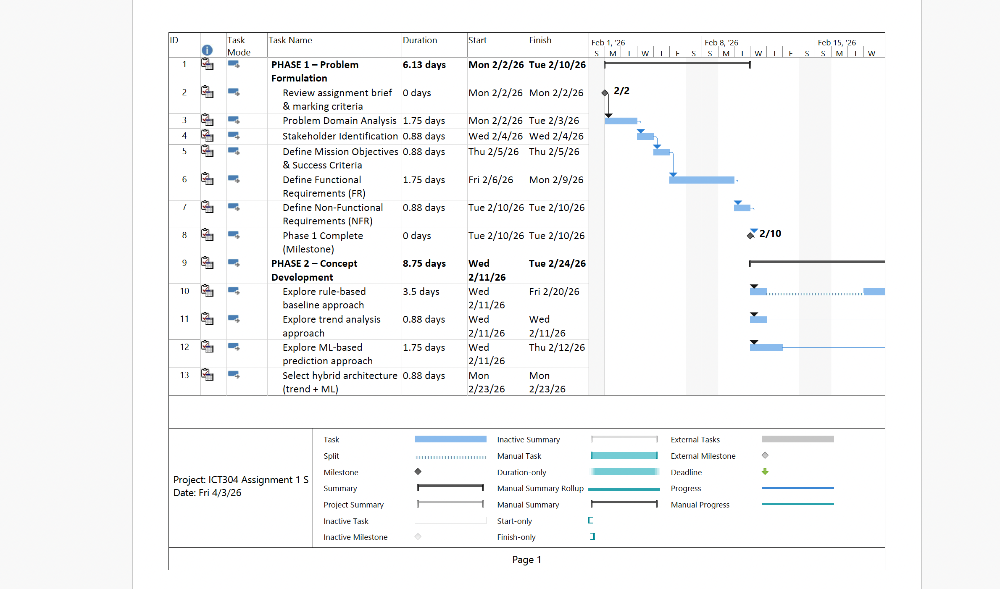 ID Task Mode Task Name Duration Start Finish Feb 1, '26 Feb 8, '26 Feb 15, '26
S M T W T F S S M T W T F S S M T W
1 PHASE 1 – Problem Formulation 6.13 days Mon 2/2/26 Tue 2/10/26
2 Review assignment brief & marking criteria 0 days Mon 2/2/26 Mon 2/2/26 2/2
3 Problem Domain Analysis 1.75 days Mon 2/2/26 Tue 2/3/26
4 Stakeholder Identification 0.88 days Wed 2/4/26 Wed 2/4/26
5 Define Mission Objectives & Success Criteria 0.88 days Thu 2/5/26 Thu 2/5/26
6 Define Functional Requirements (FR) 1.75 days Fri 2/6/26 Mon 2/9/26
7 Define Non-Functional Requirements (NFR) 0.88 days Tue 2/10/26 Tue 2/10/26
8 Phase 1 Complete (Milestone) 0 days Tue 2/10/26 Tue 2/10/26 2/10
9 PHASE 2 – Concept Development 8.75 days Wed 2/11/26 Tue 2/24/26
10 Explore rule-based baseline approach 3.5 days Wed 2/11/26 Fri 2/20/26
11 Explore trend analysis approach 0.88 days Wed 2/11/26 Wed 2/11/26
12 Explore ML-based prediction approach 1.75 days Wed 2/11/26 Thu 2/12/26
13 Select hybrid architecture (trend + ML) 0.88 days Mon 2/23/26 Mon 2/23/26
Project: ICT304 Assignment 1 S
Date: Fri 4/3/26
Task Inactive Summary External Tasks
Split Manual Task External Milestone
Milestone Duration-only Deadline
Summary Manual Summary Rollup Progress
Project Summary Manual Summary Manual Progress
Inactive Task Start-only
Inactive Milestone Finish-only
Page 1